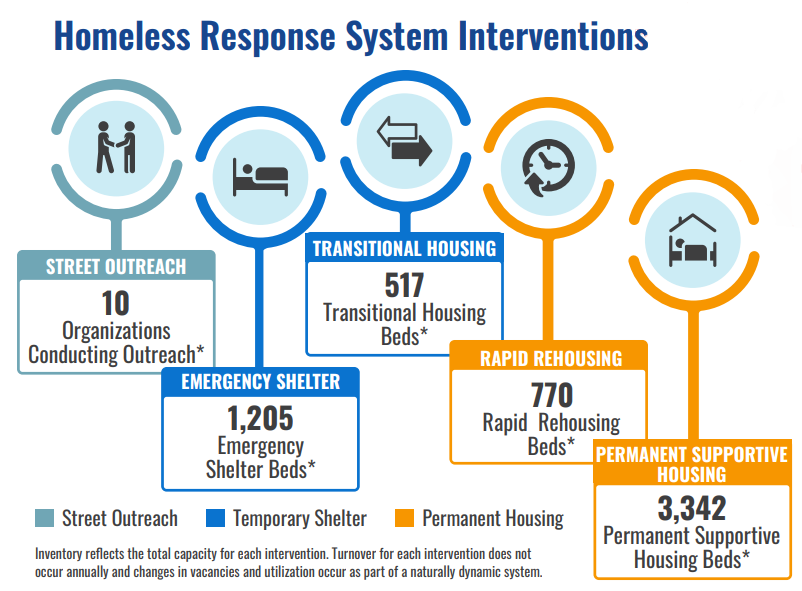 Homeless Response System Interventions
STREET OUTREACH
10
Organizations
Conducting Outreach*
EMERGENCY SHELTER
1,205
Emergency
Shelter Beds*
TRANSITIONAL HOUSING
517
Transitional Housing
Beds*
RAPID REHOUSING
770
Rapid Rehousing
Beds*
PERMANENT SUPPORTIVE
HOUSING
3,342
Permanent Supportive
Housing Beds*
Street Outreach
Temporary Shelter
Permanent Housing
Inventory reflects the total capacity for each intervention. Turnover for each intervention does not
occur annually and changes in vacancies and utilization occur as part of a naturally dynamic system.